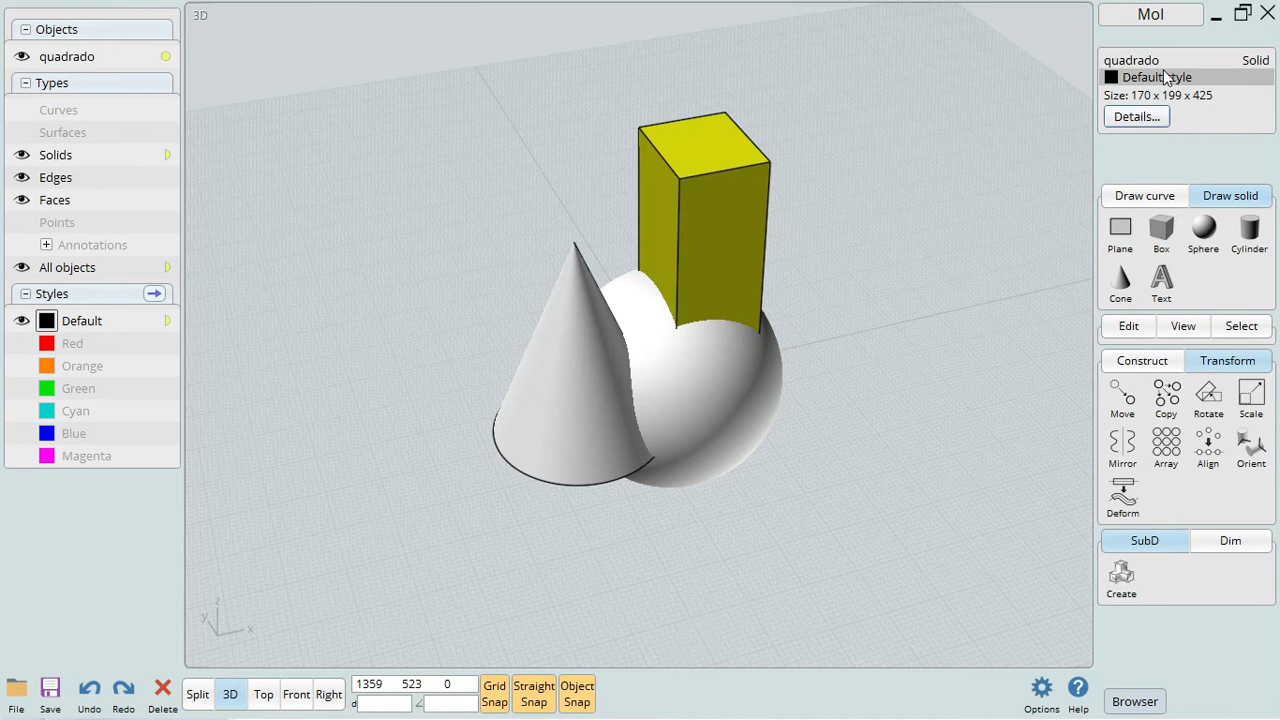 Objects
quadrado
Types
Curves
Surfaces
Solids
Edges
Faces
Points
Annotations
All objects
Styles
Default
Red
Orange
Green
Cyan
Blue
Magenta
3D
z
y
x
MoI
quadrado Solid
Default style
Size: 170 x 199 x 425
Details...
Draw curve Draw solid
Plane Box Sphere Cylinder
Cone Text
Edit View Select
Construct Transform
Move Copy Rotate Scale
Mirror Array Align Orient
Deform
SubD Dim
Create
File Save Undo Redo Delete
Split 3D Top Front Right
1359 523 0
d
Grid Snap
Straight Snap
Object Snap
Options Help
Browser